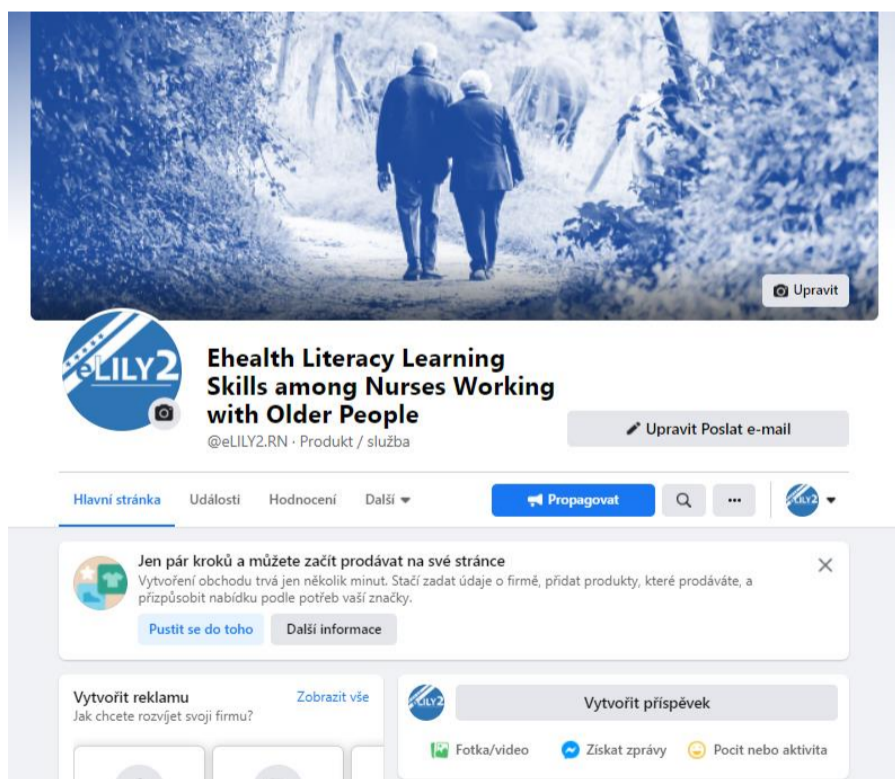 Upravit
eLILY2
Ehealth Literacy Learning
Skills among Nurses Working
with Older People
@eLILY2.RN · Produkt / služba
Upravit Poslat e-mail
Hlavní stránka Události Hodnocení Další
Propagovat
eLILY2
Jen pár kroků a můžete začít prodávat na své stránce
Vytvoření obchodu trvá jen několik minut. Stačí zadat údaje o firmě, přidat produkty, které prodáváte, a
přizpůsobit nabídku podle potřeb vaší značky.
Pustit se do toho Další informace
Vytvořit reklamu Zobrazit vše
Jak chcete rozvíjet svoji firmu?
eLILY2
Vytvořit příspěvek
Fotka/video Získat zprávy Pocit nebo aktivita